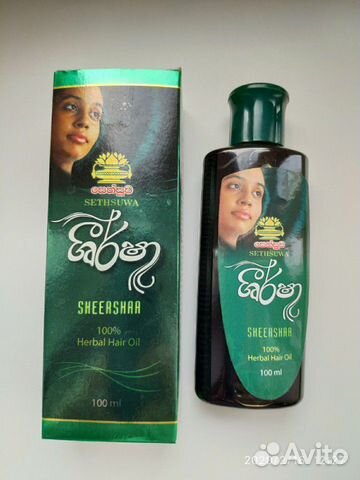 සෙත්සුව
SETHSUWA
ශීර්ෂා
SHEERSHAA
100%
Herbal Hair Oil
100 ml
සෙත්සුව
SETHSUWA
ශීර්ෂා
SHEERSHAA
100%
Herbal Hair Oil
100 ml
Avito